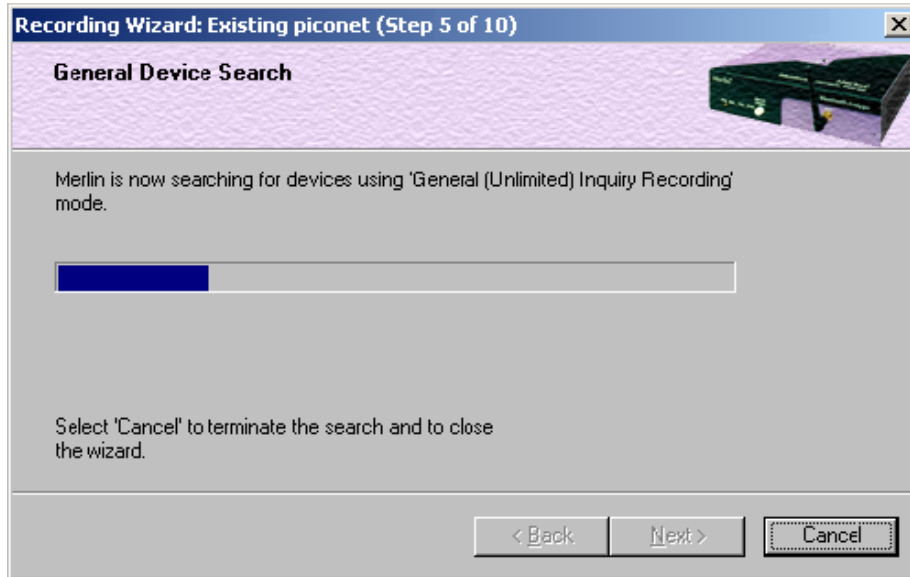 Recording Wizard: Existing piconet (Step 5 of 10)
General Device Search
Merlin is now searching for devices using 'General (Unlimited) Inquiry Recording'
mode.
Select 'Cancel' to terminate the search and to close
the wizard.
< Back
Next >
Cancel